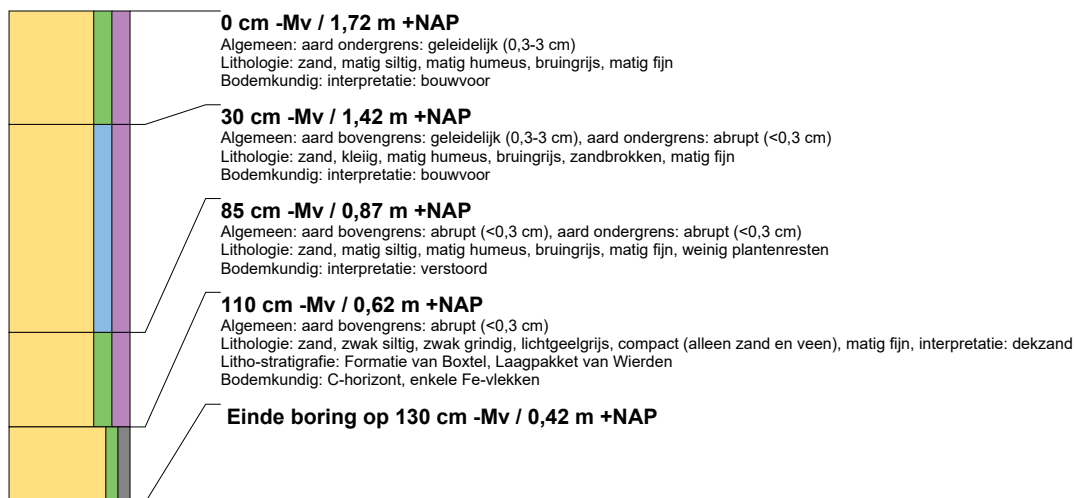 0 cm -Mv / 1,72 m +NAP
Algemeen: aard ondergrens: geleidelijk (0,3-3 cm)
Lithologie: zand, matig siltig, matig humeus, bruingrijs, matig fijn
Bodemkundig: interpretatie: bouwvoor
30 cm -Mv / 1,42 m +NAP
Algemeen: aard bovengrens: geleidelijk (0,3-3 cm), aard ondergrens: abrupt (<0,3 cm)
Lithologie: zand, kleiig, matig humeus, bruingrijs, zandbrokken, matig fijn
Bodemkundig: interpretatie: bouwvoor
85 cm -Mv / 0,87 m +NAP
Algemeen: aard bovengrens: abrupt (<0,3 cm), aard ondergrens: abrupt (<0,3 cm)
Lithologie: zand, matig siltig, matig humeus, bruingrijs, matig fijn, weinig plantenresten
Bodemkundig: interpretatie: verstoord
110 cm -Mv / 0,62 m +NAP
Algemeen: aard bovengrens: abrupt (<0,3 cm)
Lithologie: zand, zwak siltig, zwak grindig, lichtgeelgrijs, compact (alleen zand en veen), matig fijn, interpretatie: dekzand
Litho-stratigrafie: Formatie van Boxtel, Laagpakket van Wierden
Bodemkundig: C-horizont, enkele Fe-vlekken
Einde boring op 130 cm -Mv / 0,42 m +NAP